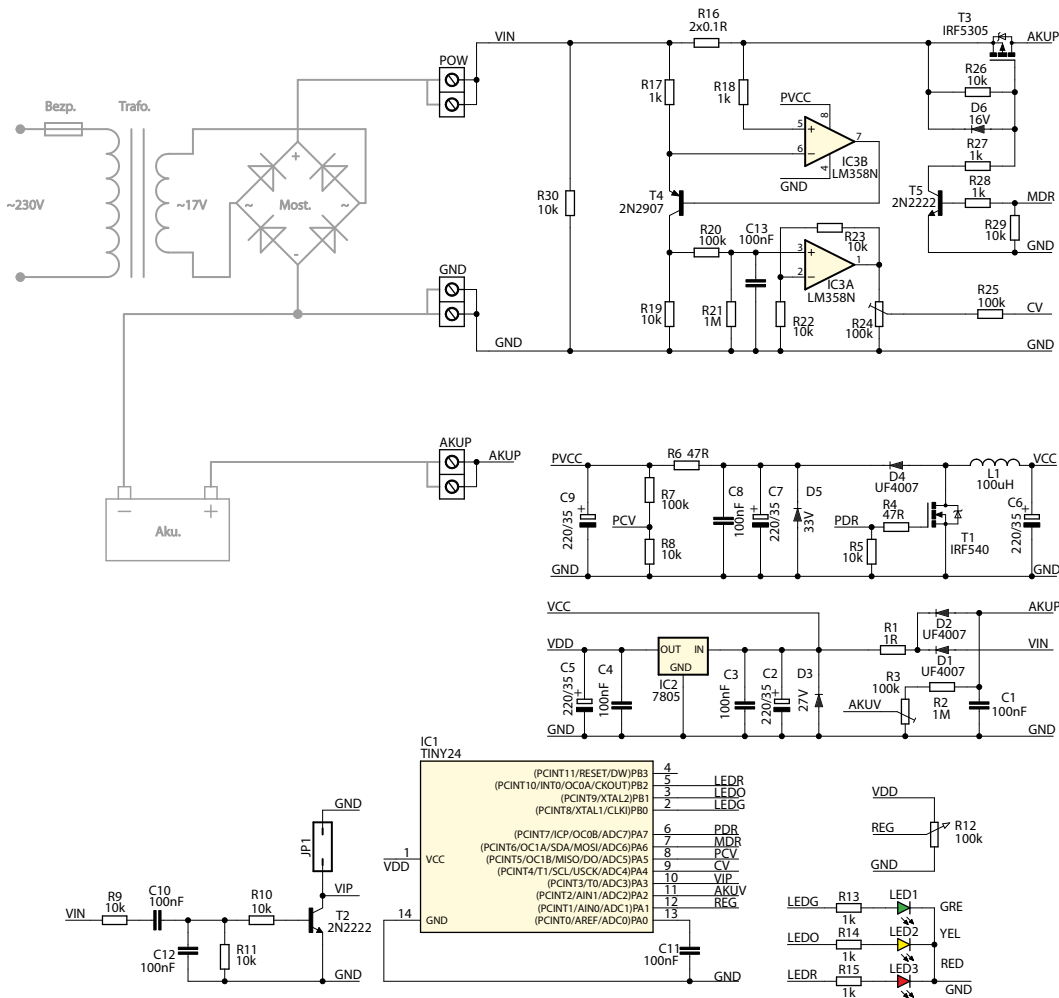 Bezp.
Trafo.
~230V
~17V
Most.
+
-
~
~
POW
GND
GND
AKUP
AKUP
Aku.
−
+
VIN
R16
2x0.1R
T3
IRF5305
AKUP
R17
1k
R18
1k
PVCC
8
5
+
6
−
7
4
IC3B
LM358N
GND
R26
10k
D6
16V
R27
1k
R28
1k
MDR
T5
2N2222
R29
10k
GND
R30
10k
T4
2N2907
R20
100k
C13
100nF
R23
10k
3
+
2
−
1
IC3A
LM358N
R19
10k
R21
1M
R22
10k
R24
100k
R25
100k
CV
GND
PVCC
R6 47R
D4
UF4007
L1
100uH
VCC
C9
220/35
+
R7
100k
PCV
R8
10k
C8
100nF
C7
220/35
+
D5
33V
PDR
R4
47R
R5
10k
T1
IRF540
C6
220/35
+
GND
GND
VCC
VDD
C5
220/35
+
C4
100nF
OUT
IN
GND
IC2
7805
C3
100nF
C2
220/35
+
D3
27V
R1
1R
D2
UF4007
AKUP
D1
UF4007
VIN
R3
100k
R2
1M
AKUV
C1
100nF
GND
GND
IC1
TINY24
(PCINT11/RESET/DW)PB3
4
(PCINT10/INT0/OC0A/CKOUT)PB2
5
LEDR
(PCINT9/XTAL2)PB1
3
LEDO
(PCINT8/XTAL1/CLKI)PB0
2
LEDG
(PCINT7/ICP/OC0B/ADC7)PA7
6
PDR
(PCINT6/OC1A/SDA/MOSI/ADC6)PA6
7
MDR
(PCINT5/OC1B/MISO/DO/ADC5)PA5
8
PCV
(PCINT4/T1/SCL/USCK/ADC4)PA4
9
CV
(PCINT3/T0/ADC3)PA3
10
VIP
(PCINT2/AIN1/ADC2)PA2
11
AKUV
(PCINT1/AIN0/ADC1)PA1
12
REG
(PCINT0/AREF/ADC0)PA0
13
1
VCC
VDD
14
GND
C11
100nF
GND
GND
JP1
VIP
VIN
R9
10k
C10
100nF
R10
10k
T2
2N2222
C12
100nF
R11
10k
GND
VDD
REG
R12
100k
GND
LEDG
R13
1k
LED1
GRE
LEDO
R14
1k
LED2
YEL
LEDR
R15
1k
LED3
RED
GND